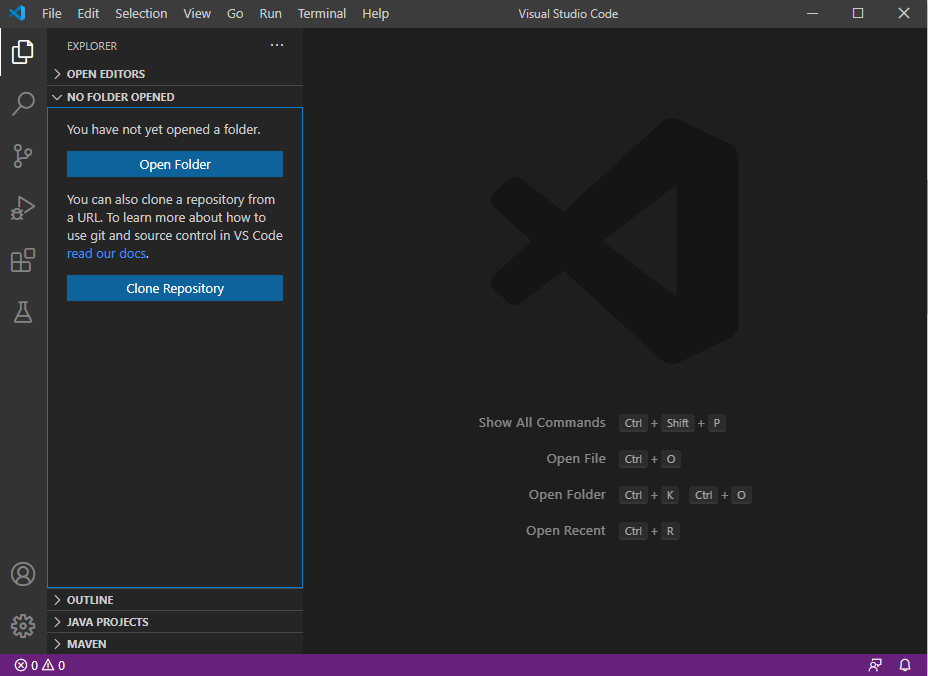 File Edit Selection View Go Run Terminal Help Visual Studio Code
EXPLORER
OPEN EDITORS
NO FOLDER OPENED
You have not yet opened a folder.
Open Folder
You can also clone a repository from
a URL. To learn more about how to
use git and source control in VS Code
read our docs.
Clone Repository
Show All Commands Ctrl + Shift + P
Open File Ctrl + O
Open Folder Ctrl + K Ctrl + O
Open Recent Ctrl + R
OUTLINE
JAVA PROJECTS
MAVEN
0 0